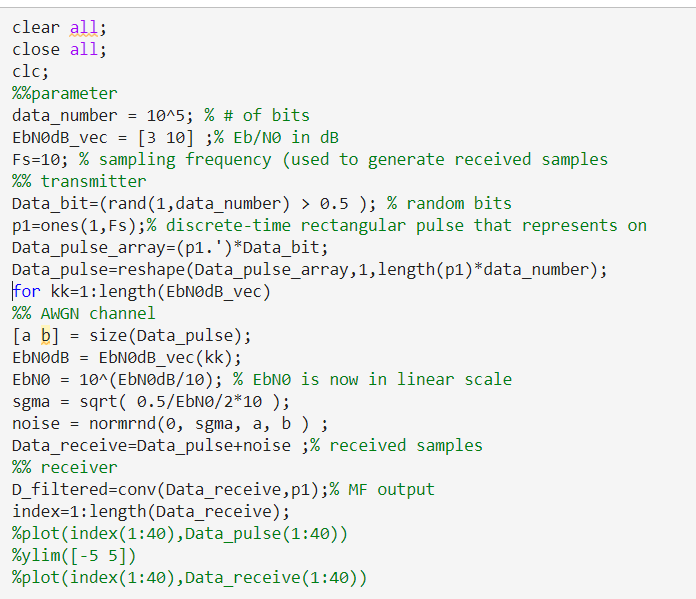 clear all;
close all;
clc;
%%parameter
data_number = 10^5; % # of bits
EbN0dB_vec = [3 10] ;% Eb/N0 in dB
Fs=10; % sampling frequency (used to generate received samples
%% transmitter
Data_bit=(rand(1,data_number) > 0.5 ); % random bits
p1=ones(1,Fs);% discrete-time rectangular pulse that represents on
Data_pulse_array=(p1.')*Data_bit;
Data_pulse=reshape(Data_pulse_array,1,length(p1)*data_number);
for kk=1:length(EbN0dB_vec)
%% AWGN channel
[a b] = size(Data_pulse);
EbN0dB = EbN0dB_vec(kk);
EbN0 = 10^(EbN0dB/10); % EbN0 is now in linear scale
sgma = sqrt( 0.5/EbN0/2*10 );
noise = normrnd(0, sgma, a, b ) ;
Data_receive=Data_pulse+noise ;% received samples
%% receiver
D_filtered=conv(Data_receive,p1);% MF output
index=1:length(Data_receive);
%plot(index(1:40),Data_pulse(1:40))
%ylim([-5 5])
%plot(index(1:40),Data_receive(1:40))